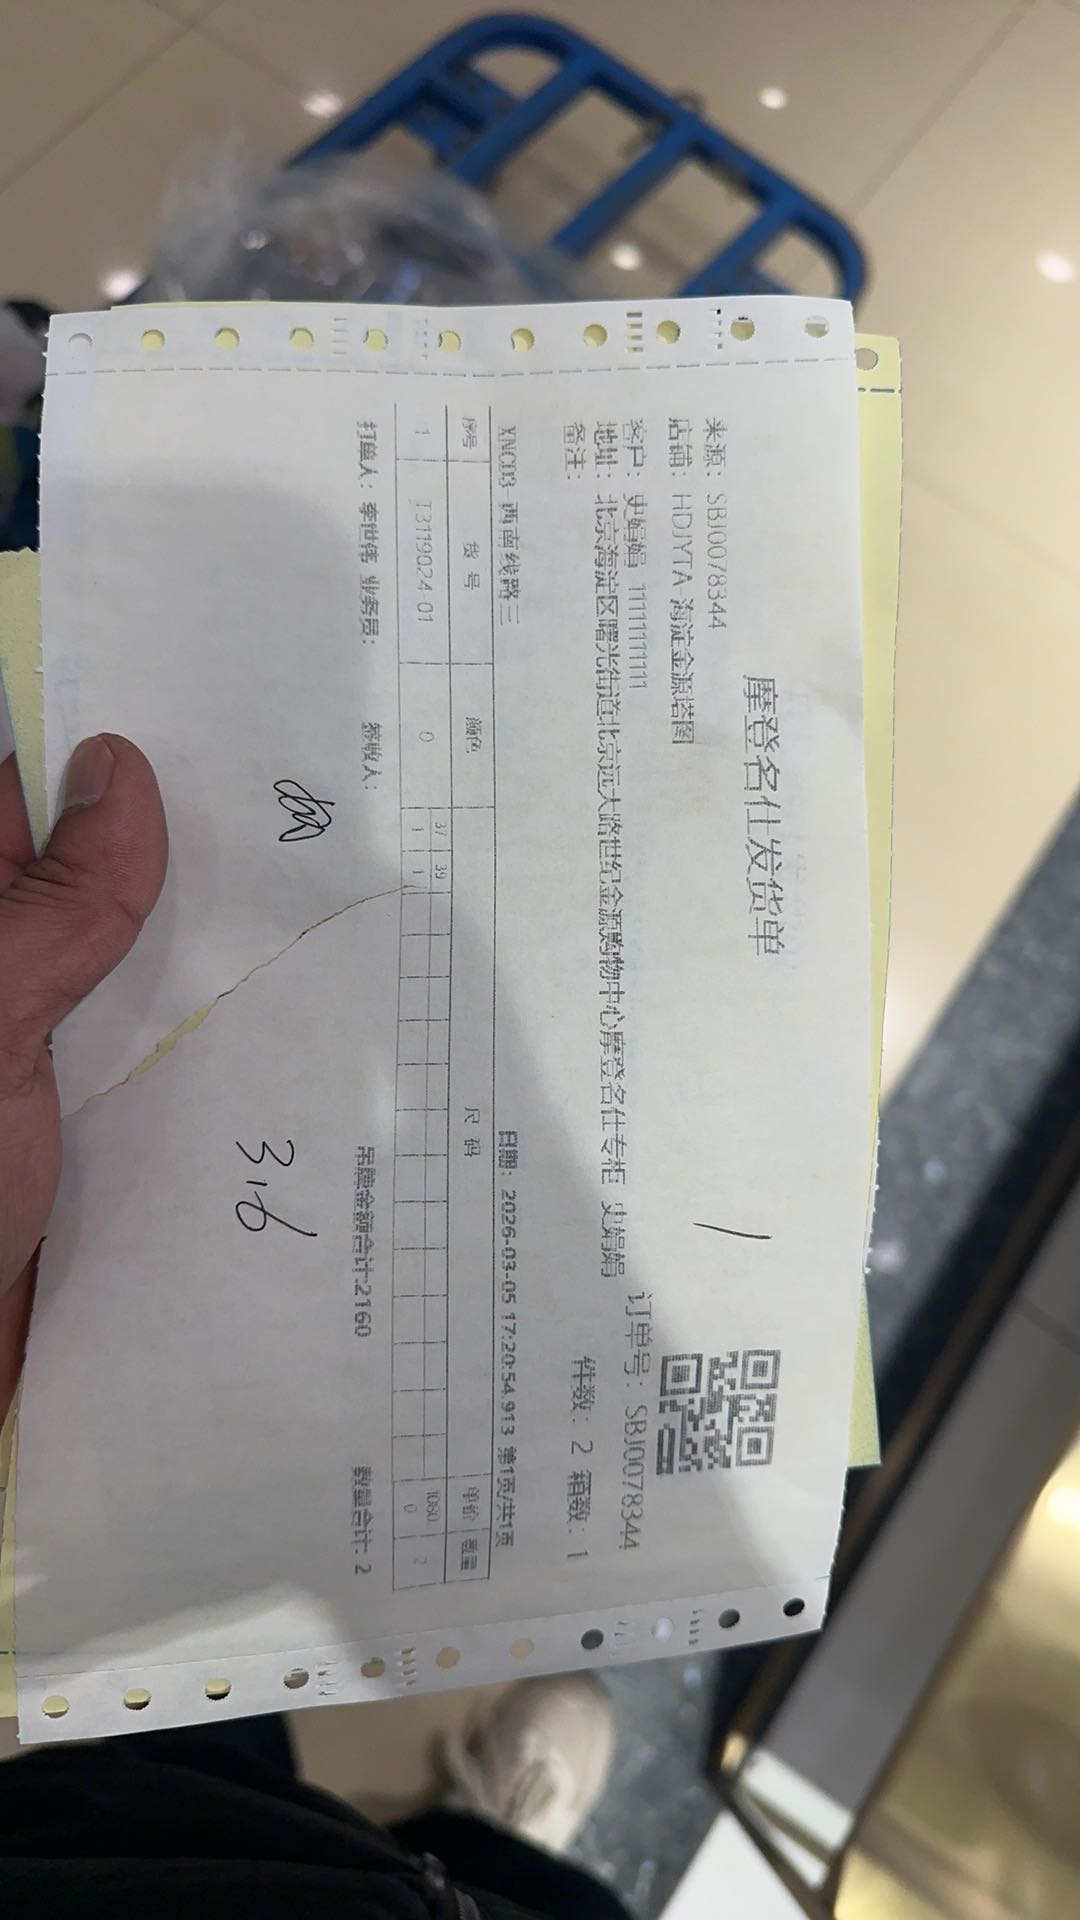 摩登名仕发货单
来源: SBJ0078344
店铺: HDJYTA-海淀金源塔图
客户: 史娟娟 111111111
订单号: SBJ0078344
地址: 北京海淀区曙光街道北京远大路世纪金源购物中心摩登名仕专柜 史娟娟
备注:
件数: 2 箱数: 1
XNCD3-西南线路三 日期: 2026-03-05 17:20:54.913 第1页/共1页
序号 货号 颜色 尺码 单价 数量
37 39 1080.
1 T3119024-01 0 1 1 0 2
打单人: 李世伟 业务员: 签收人: 吊牌金额合计:2160 数量合计: 2
3.6